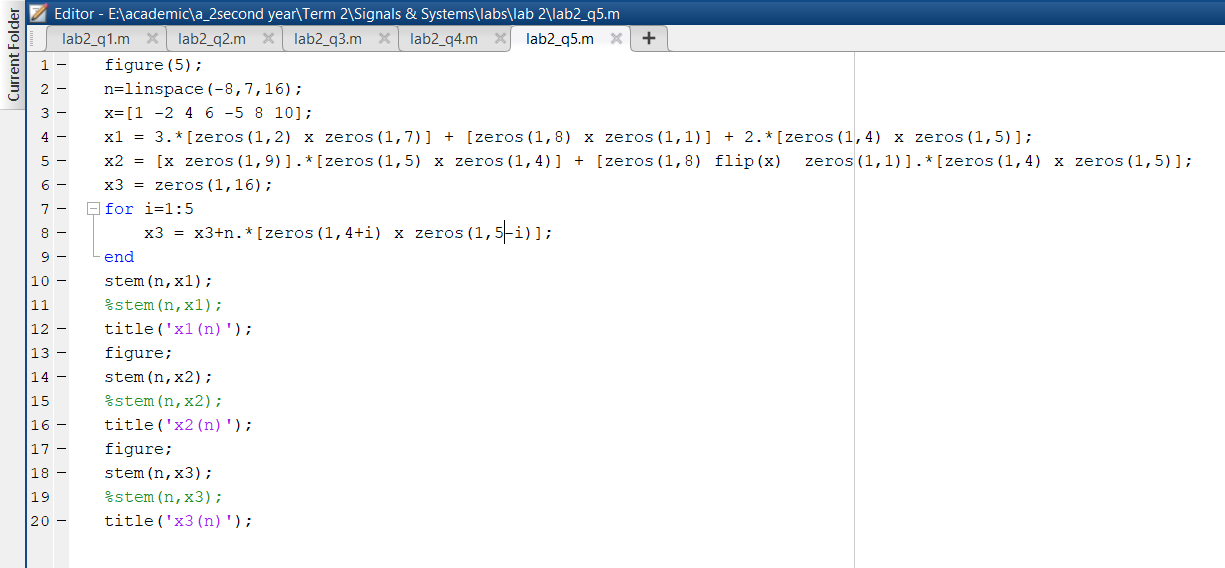 Current Folder
Editor - E:\academic\a_2second year\Term 2\Signals & Systems\labs\lab 2\lab2_q5.m
lab2_q1.m lab2_q2.m lab2_q3.m lab2_q4.m lab2_q5.m
1 figure(5);
2 n=linspace(-8,7,16);
3 x=[1 -2 4 6 -5 8 10];
4 x1 = 3.*[zeros(1,2) x zeros(1,7)] + [zeros(1,8) x zeros(1,1)] + 2.*[zeros(1,4) x zeros(1,5)];
5 x2 = [x zeros(1,9)].*[zeros(1,5) x zeros(1,4)] + [zeros(1,8) flip(x)  zeros(1,1)].*[zeros(1,4) x zeros(1,5)];
6 x3 = zeros(1,16);
7 for i=1:5
8     x3 = x3+n.*[zeros(1,4+i) x zeros(1,5-i)];
9 end
10 stem(n,x1);
11 %stem(n,x1);
12 title('x1(n)');
13 figure;
14 stem(n,x2);
15 %stem(n,x2);
16 title('x2(n)');
17 figure;
18 stem(n,x3);
19 %stem(n,x3);
20 title('x3(n)');